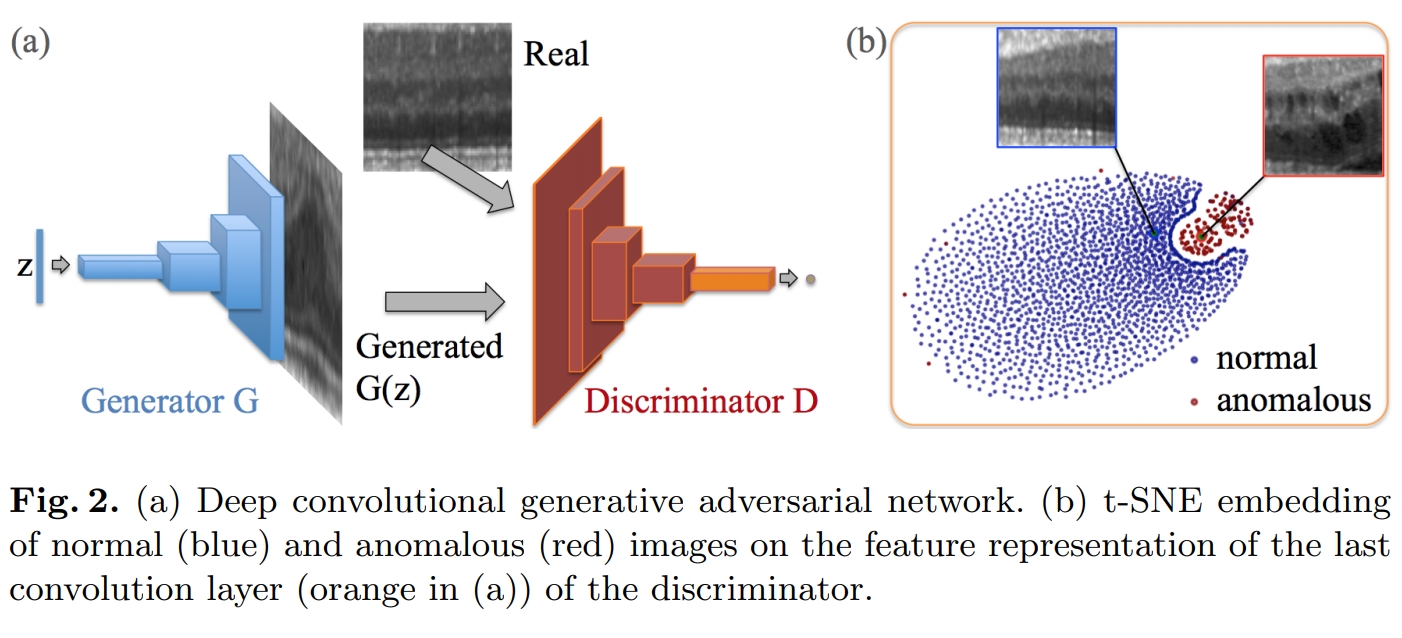 (a)
Real
z
Generated
G(z)
Generator G
Discriminator D
(b)
normal
anomalous
Fig. 2. (a) Deep convolutional generative adversarial network. (b) t-SNE embedding
of normal (blue) and anomalous (red) images on the feature representation of the last
convolution layer (orange in (a)) of the discriminator.